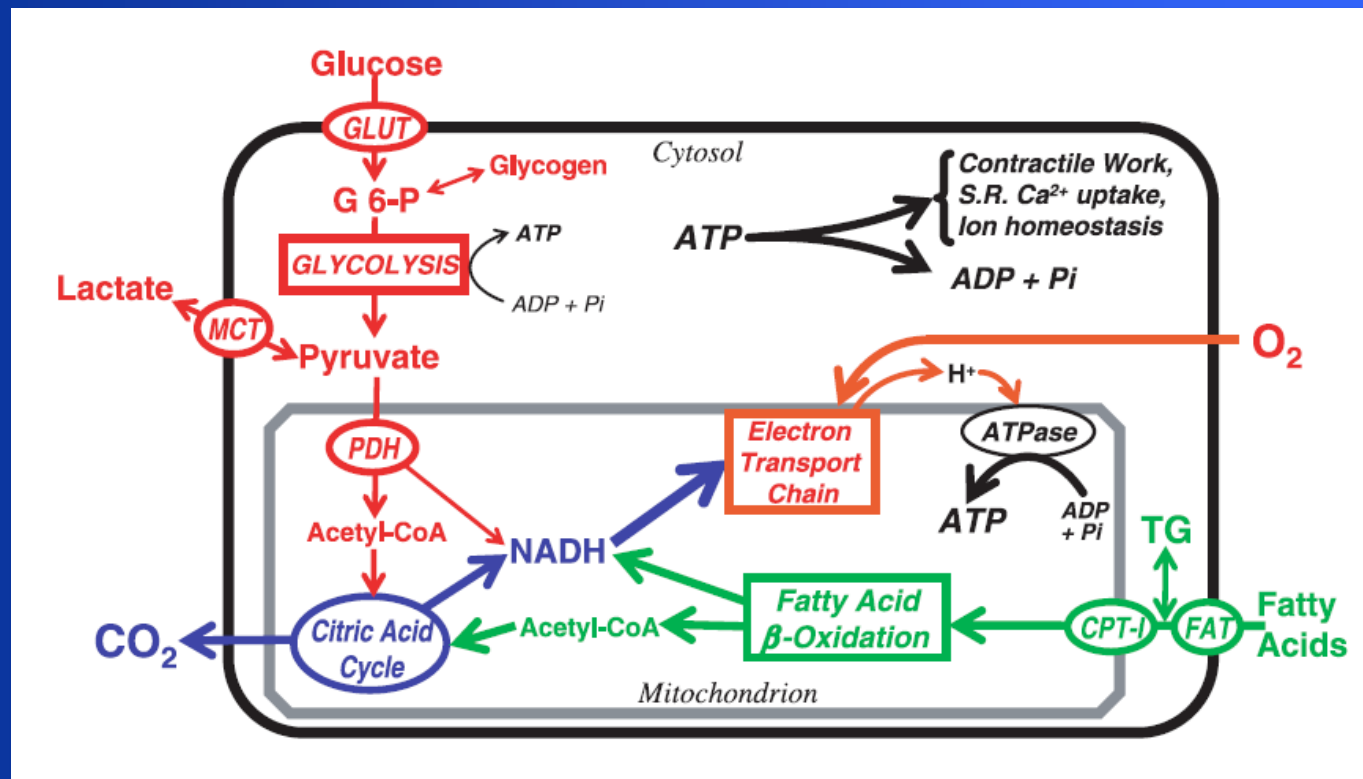 Glucose
GLUT
Cytosol
Glycogen
G 6-P
Contractile Work,
S.R. Ca²⁺ uptake,
Ion homeostasis
ATP
ATP
GLYCOLYSIS
ADP + Pi
ADP + Pi
Lactate
MCT
Pyruvate
O₂
H⁺
PDH
Electron
Transport
Chain
ATPase
Acetyl-CoA
NADH
ATP
ADP
+ Pi
TG
Fatty Acid
β-Oxidation
CPT-I
FAT
Fatty
Acids
Acetyl-CoA
CO₂
Citric Acid
Cycle
Mitochondrion